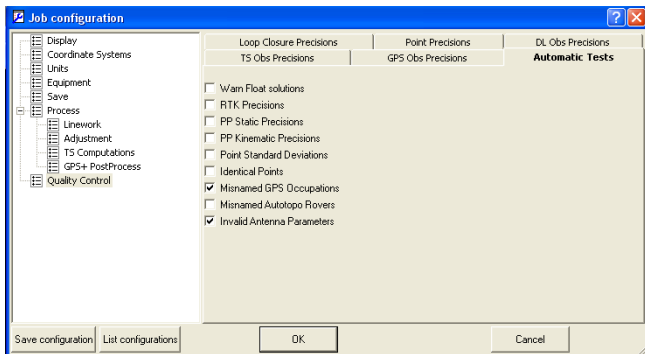 Job configuration
Display
Coordinate Systems
Units
Equipment
Save
Process
Linework
Adjustment
TS Computations
GPS+ PostProcess
Quality Control
Loop Closure Precisions
Point Precisions
DL Obs Precisions
TS Obs Precisions
GPS Obs Precisions
Automatic Tests
Warn Float solutions
RTK Precisions
PP Static Precisions
PP Kinematic Precisions
Point Standard Deviations
Identical Points
Misnamed GPS Occupations
Misnamed Autotopo Rovers
Invalid Antenna Parameters
Save configuration
List configurations
OK
Cancel